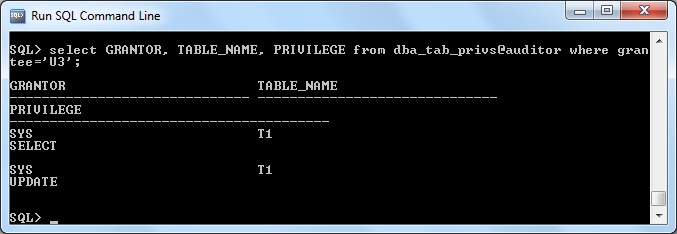 Run SQL Command Line
SQL> select GRANTOR, TABLE_NAME, PRIVILEGE from dba_tab_privs@auditor where gran
tee='U3';
GRANTOR TABLE_NAME
------------------------------ ------------------------------
PRIVILEGE
----------------------------------------
SYS T1
SELECT
SYS T1
UPDATE
SQL> _